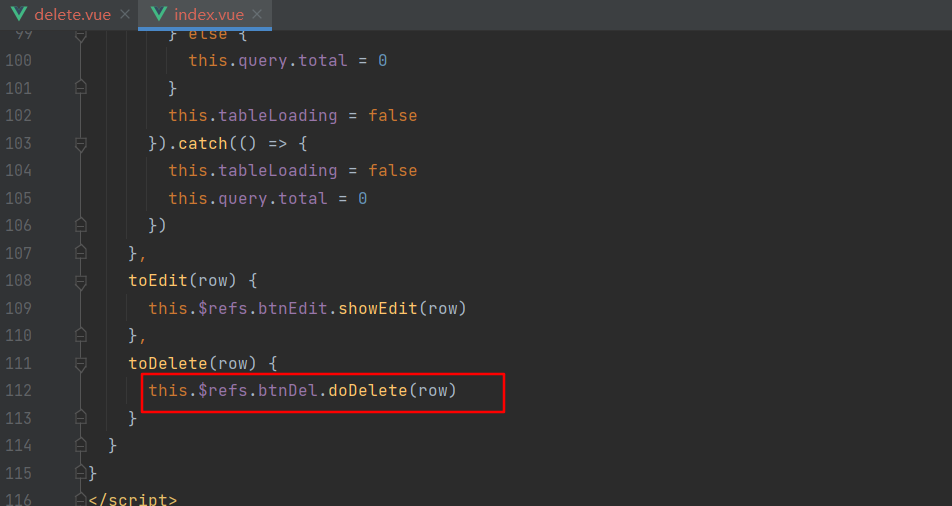 delete.vue index.vue
99 } else {
100 this.query.total = 0
101 }
102 this.tableLoading = false
103 }).catch(() => {
104 this.tableLoading = false
105 this.query.total = 0
106 })
107 },
108 toEdit(row) {
109 this.$refs.btnEdit.showEdit(row)
110 },
111 toDelete(row) {
112 this.$refs.btnDel.doDelete(row)
113 }
114 }
115 }
116 </script>